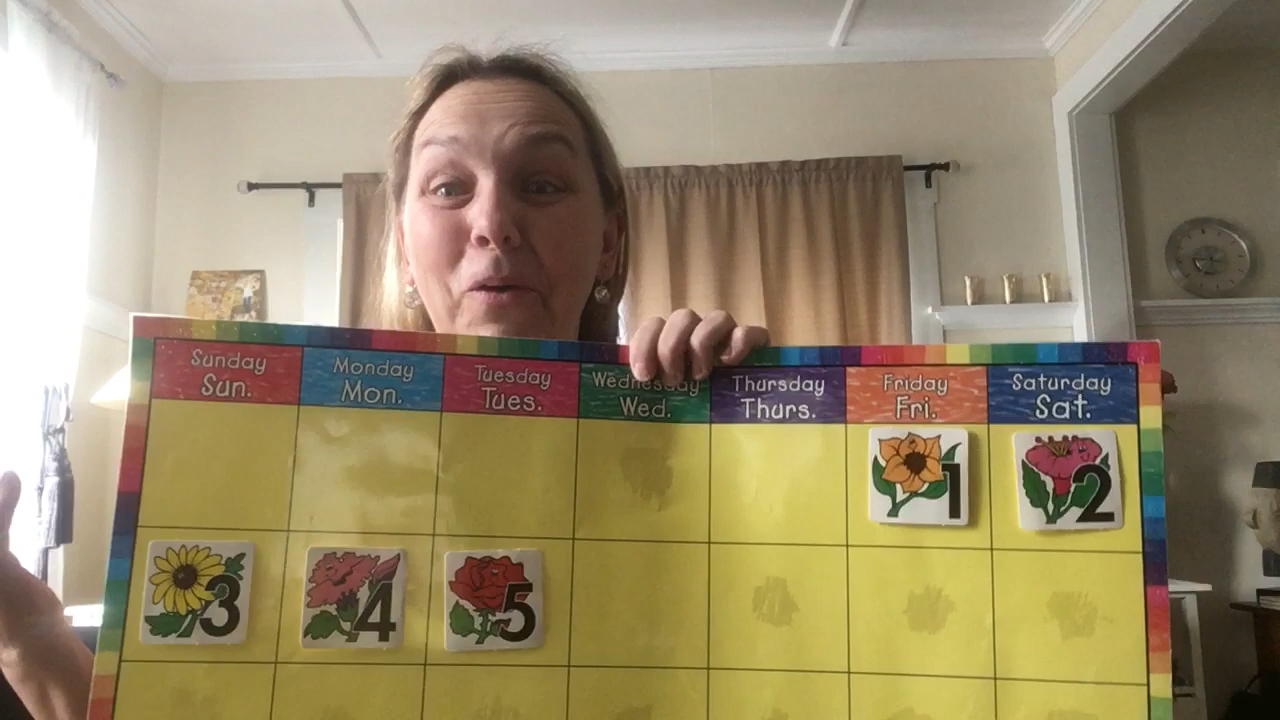 Sunday
Sun.
Monday
Mon.
Tuesday
Tues.
Wednesday
Wed.
Thursday
Thurs.
Friday
Fri.
Saturday
Sat.
1
2
3
4
5